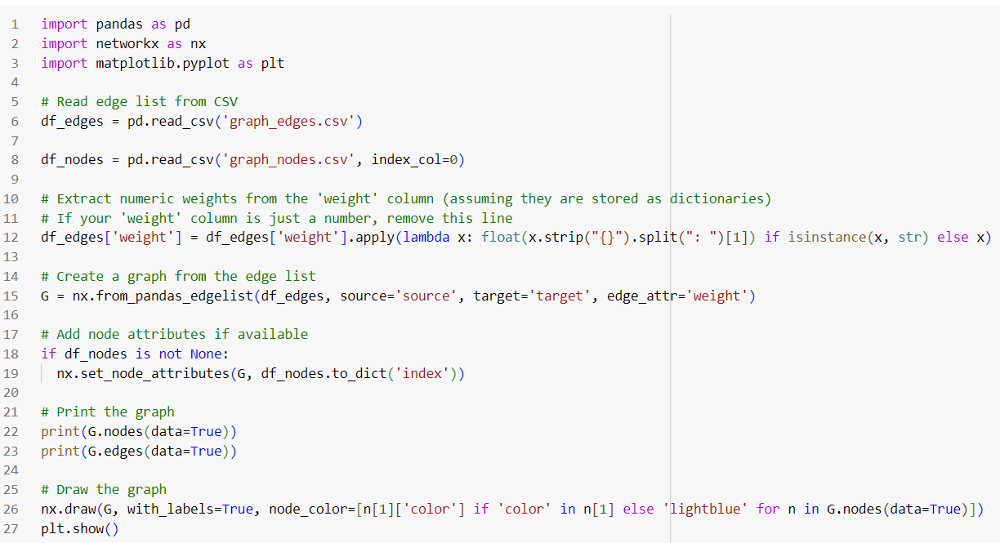 1 import pandas as pd
2 import networkx as nx
3 import matplotlib.pyplot as plt
4
5 # Read edge list from CSV
6 df_edges = pd.read_csv('graph_edges.csv')
7
8 df_nodes = pd.read_csv('graph_nodes.csv', index_col=0)
9
10 # Extract numeric weights from the 'weight' column (assuming they are stored as dictionaries)
11 # If your 'weight' column is just a number, remove this line
12 df_edges['weight'] = df_edges['weight'].apply(lambda x: float(x.strip("{}").split(": ")[1]) if isinstance(x, str) else x)
13
14 # Create a graph from the edge list
15 G = nx.from_pandas_edgelist(df_edges, source='source', target='target', edge_attr='weight')
16
17 # Add node attributes if available
18 if df_nodes is not None:
19   nx.set_node_attributes(G, df_nodes.to_dict('index'))
20
21 # Print the graph
22 print(G.nodes(data=True))
23 print(G.edges(data=True))
24
25 # Draw the graph
26 nx.draw(G, with_labels=True, node_color=[n[1]['color'] if 'color' in n[1] else 'lightblue' for n in G.nodes(data=True)])
27 plt.show()